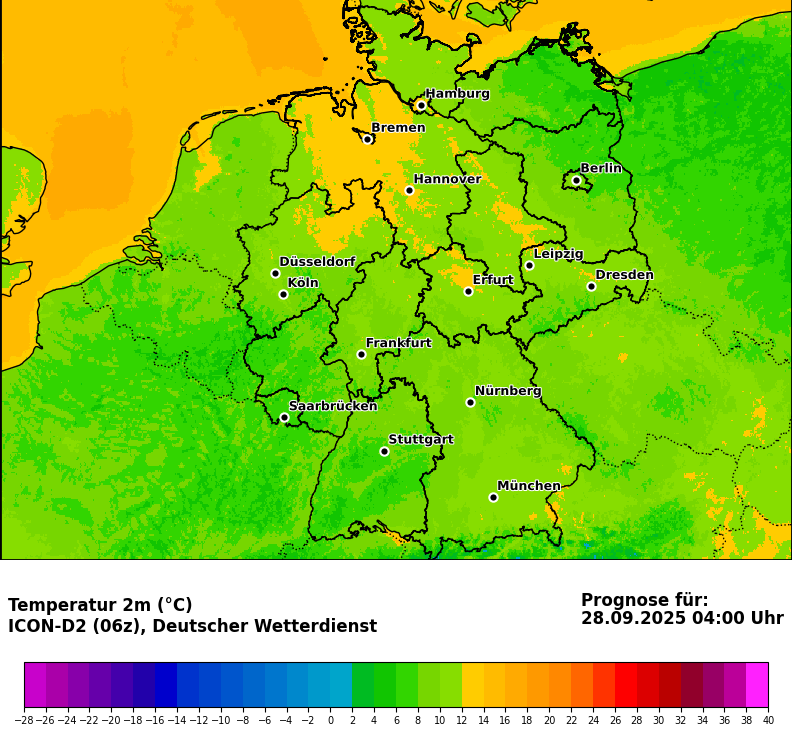 Hamburg
Bremen
Berlin
Hannover
Leipzig
Düsseldorf
Dresden
Köln
Erfurt
Frankfurt
Nürnberg
Saarbrücken
Stuttgart
München
Temperatur 2m (°C)
ICON-D2 (06z), Deutscher Wetterdienst
Prognose für:
28.09.2025 04:00 Uhr
−28 −26 −24 −22 −20 −18 −16 −14 −12 −10 −8 −6 −4 −2 0 2 4 6 8 10 12 14 16 18 20 22 24 26 28 30 32 34 36 38 40